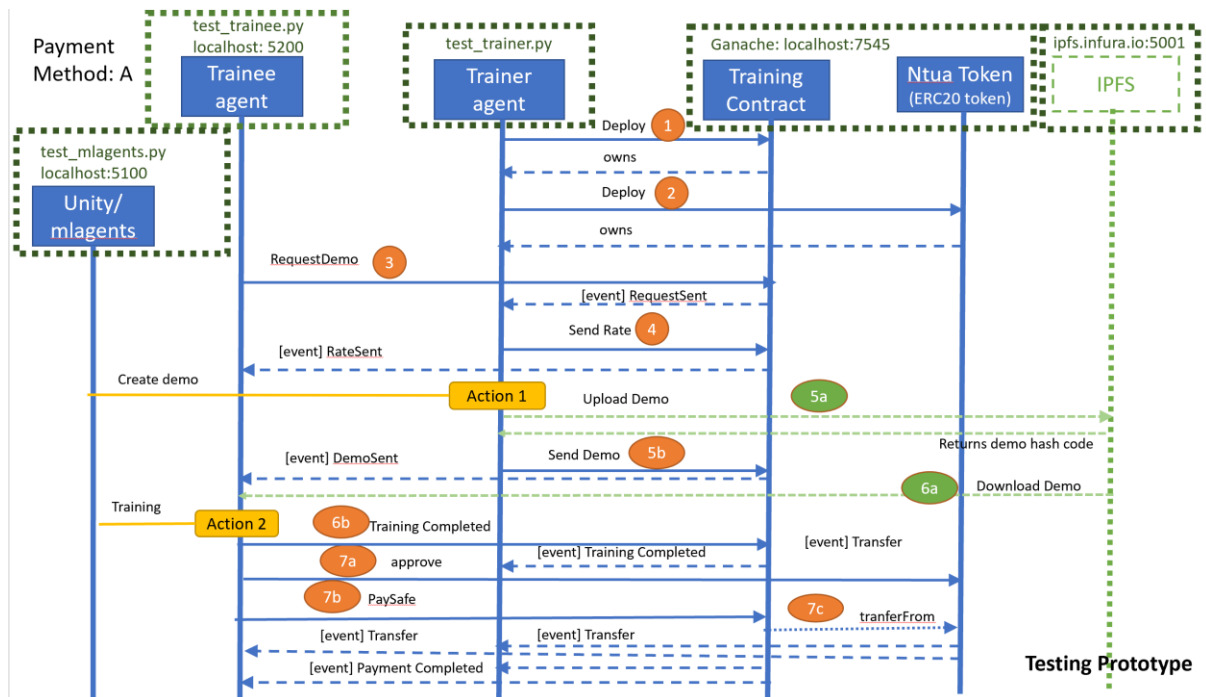 Payment
Method: A
test_trainee.py
localhost: 5200
Trainee
agent
test_trainer.py
Trainer
agent
Ganache: localhost:7545
Training
Contract
Ntua Token
(ERC20 token)
ipfs.infura.io:5001
IPFS
test_mlagents.py
localhost:5100
Unity/
mlagents
Deploy 1
owns
Deploy 2
owns
RequestDemo 3
[event] RequestSent
Send Rate 4
[event] RateSent
Create demo
Action 1
Upload Demo 5a
Returns demo hash code
Send Demo 5b
[event] DemoSent
6a Download Demo
Training
Action 2
6b Training Completed
[event] Transfer
[event] Training Completed
7a approve
7b PaySafe
7c tranferFrom
[event] Transfer
[event] Transfer
[event] Payment Completed
Testing Prototype